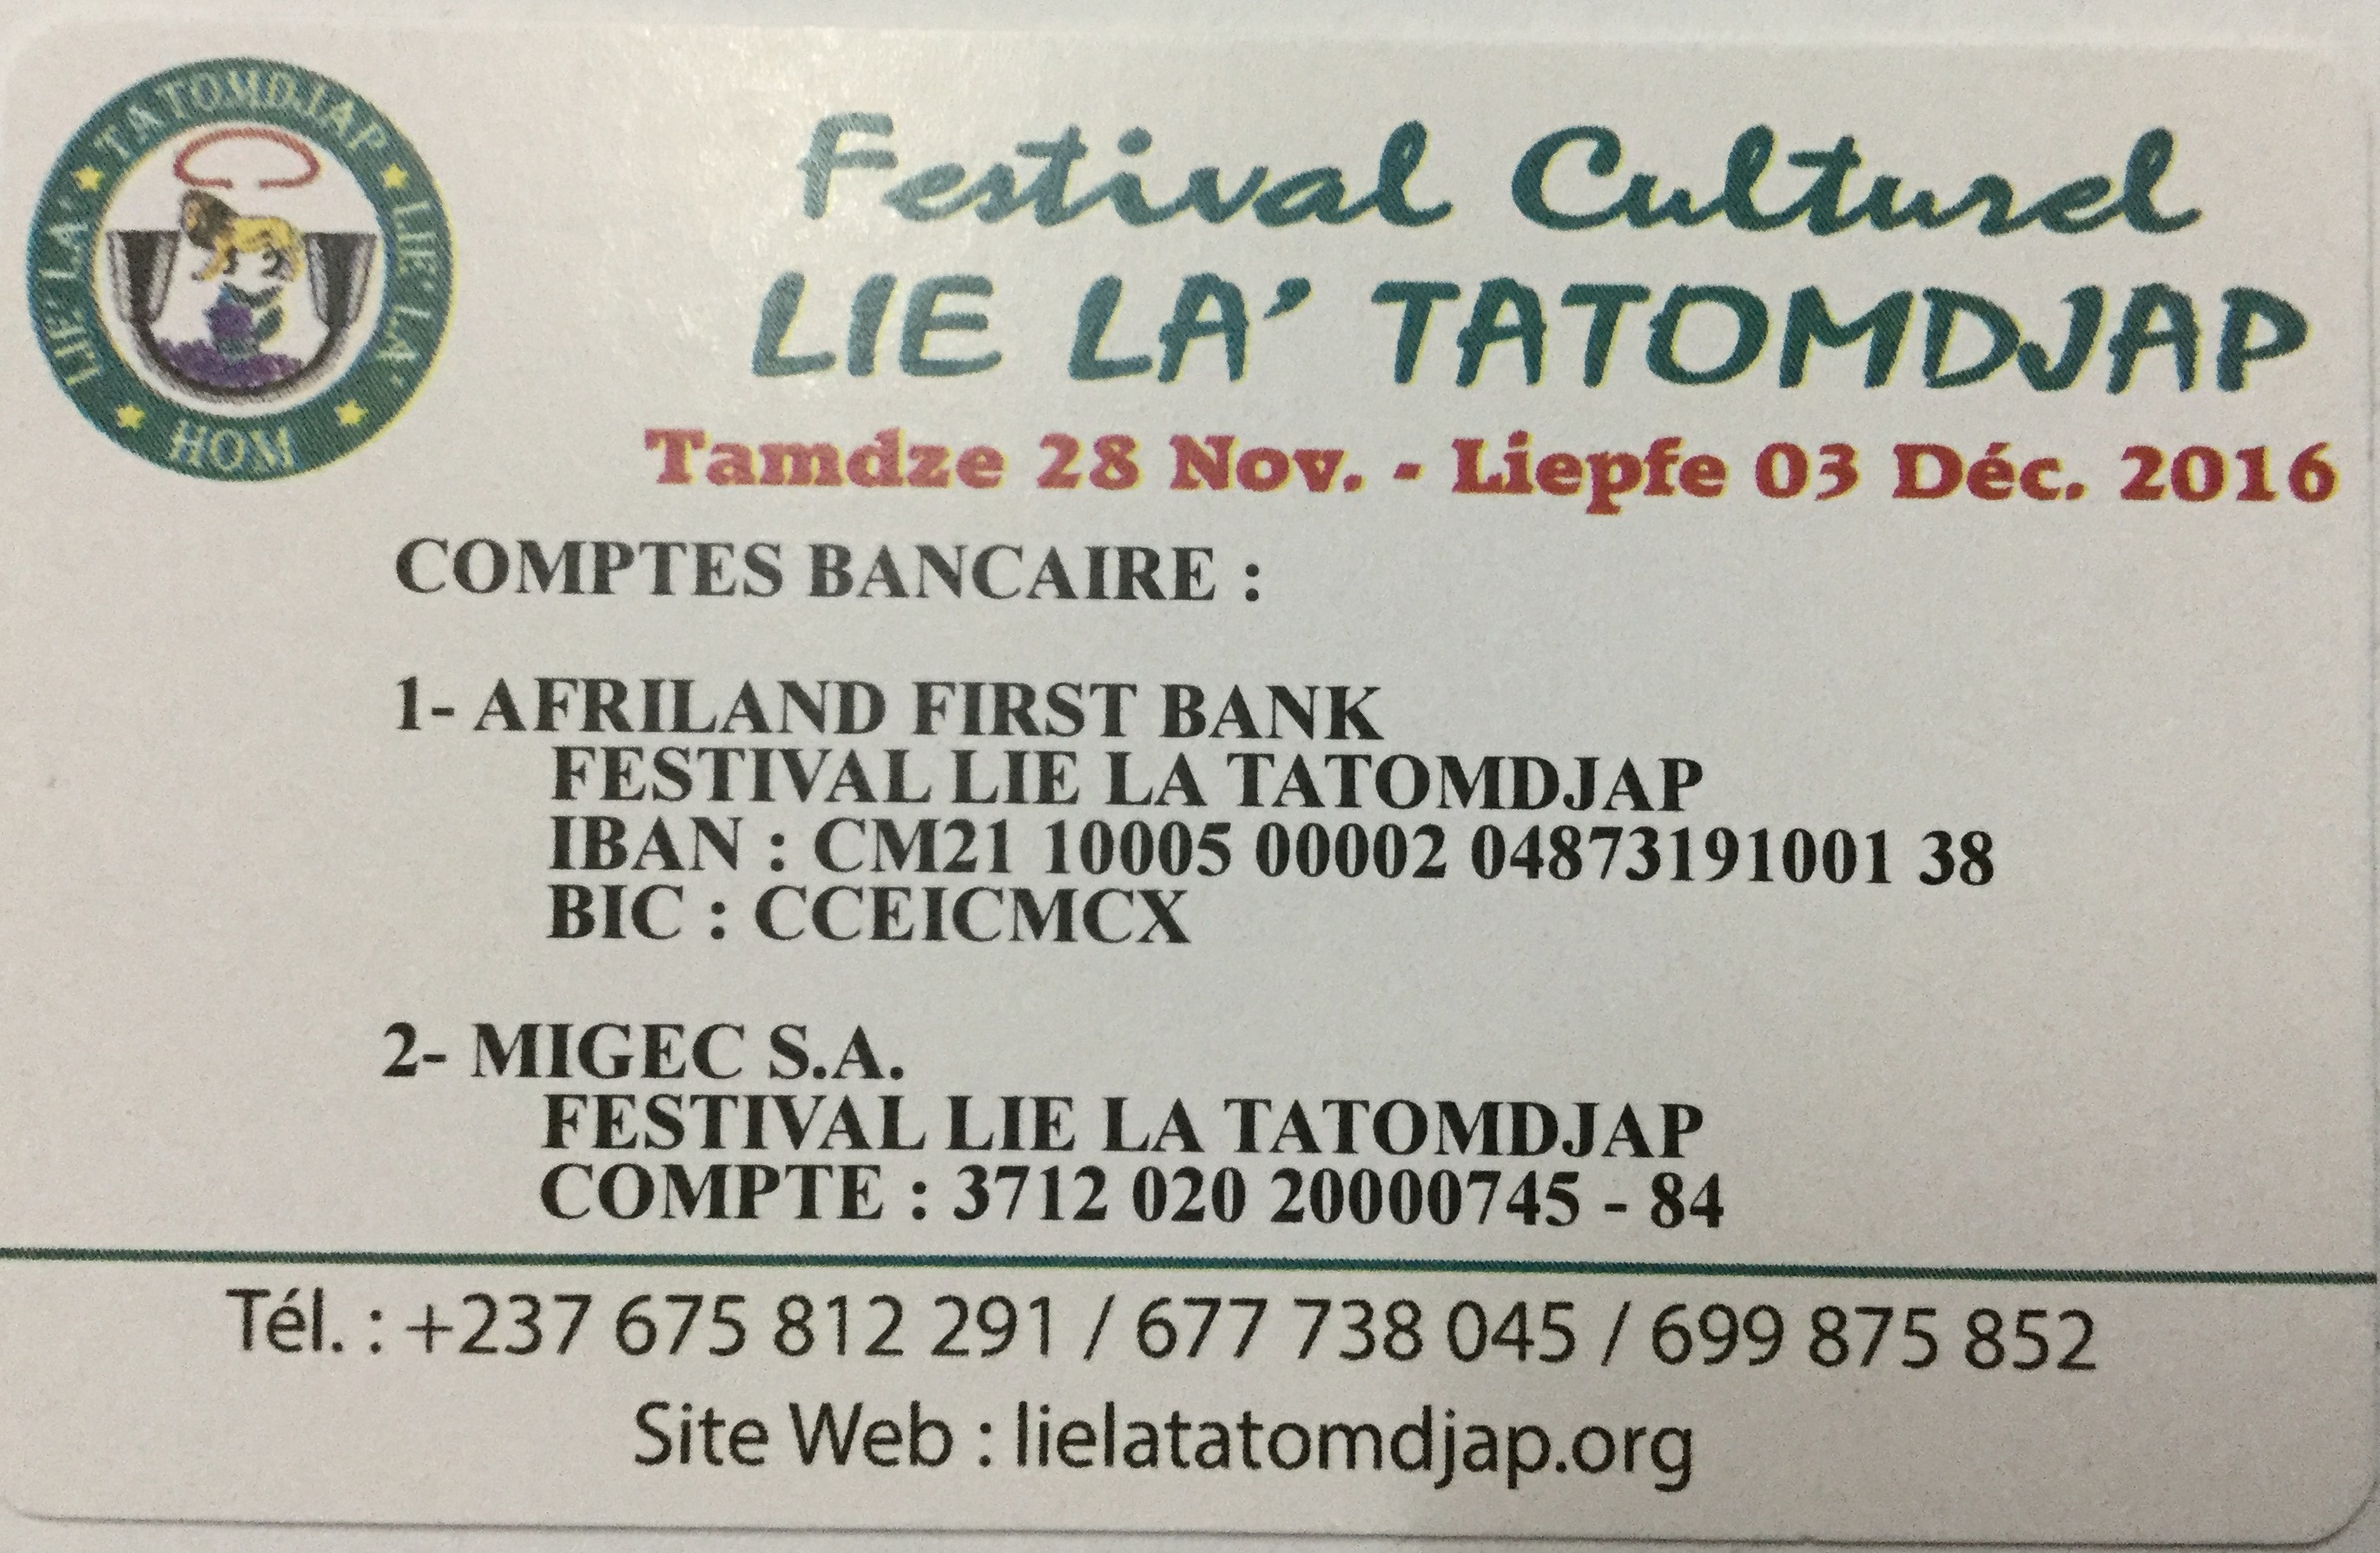 TATOMDJAP
LIE LA'
LIE LA'
HOM
Festival Culturel
LIE LA' TATOMDJAP
Tamdze 28 Nov. - Liepfe 03 Déc. 2016
COMPTES BANCAIRE :
1- AFRILAND FIRST BANK
FESTIVAL LIE LA TATOMDJAP
IBAN : CM21 10005 00002 04873191001 38
BIC : CCEICMCX
2- MIGEC S.A.
FESTIVAL LIE LA TATOMDJAP
COMPTE : 3712 020 20000745 - 84
Tél. : +237 675 812 291 / 677 738 045 / 699 875 852
Site Web : lielatatomdjap.org